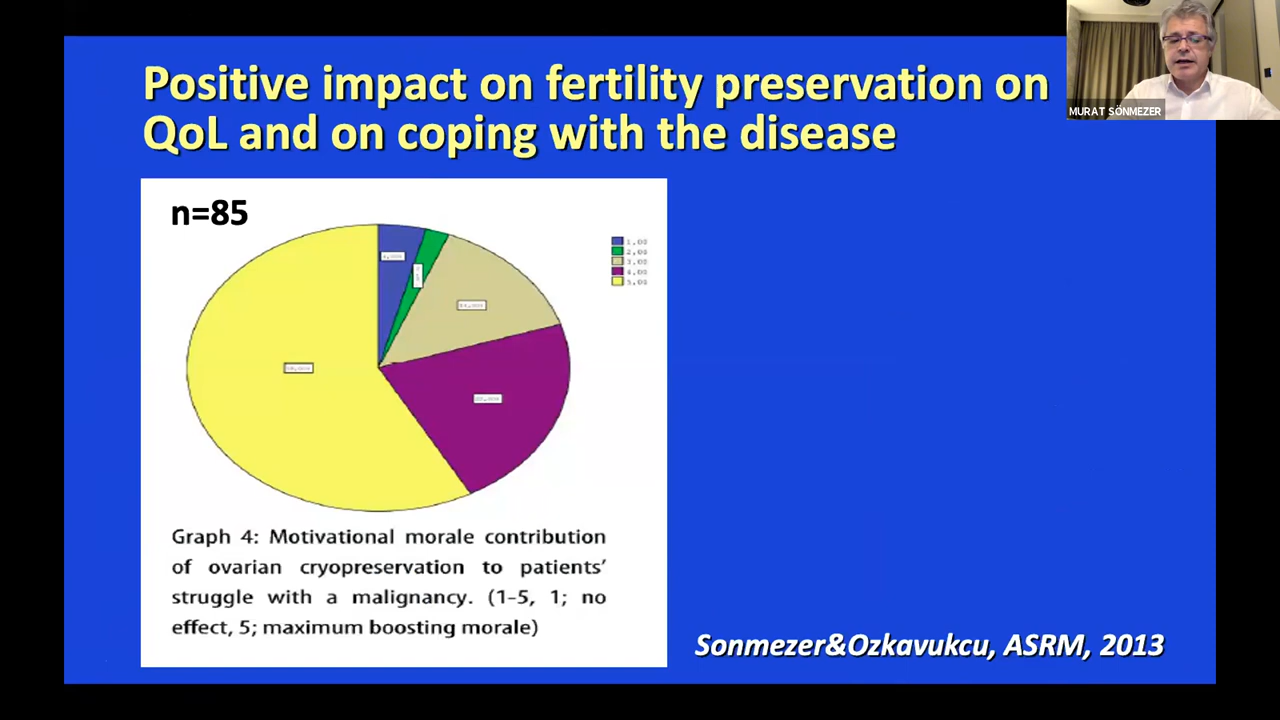 Positive impact on fertility preservation on
QoL and on coping with the disease
MURAT SÖNMEZER
n=85
1,00
2,00
3,00
4,00
5,00
Graph 4: Motivational morale contribution
of ovarian cryopreservation to patients'
struggle with a malignancy. (1-5, 1; no
effect, 5; maximum boosting morale)
Sonmezer&Ozkavukcu, ASRM, 2013